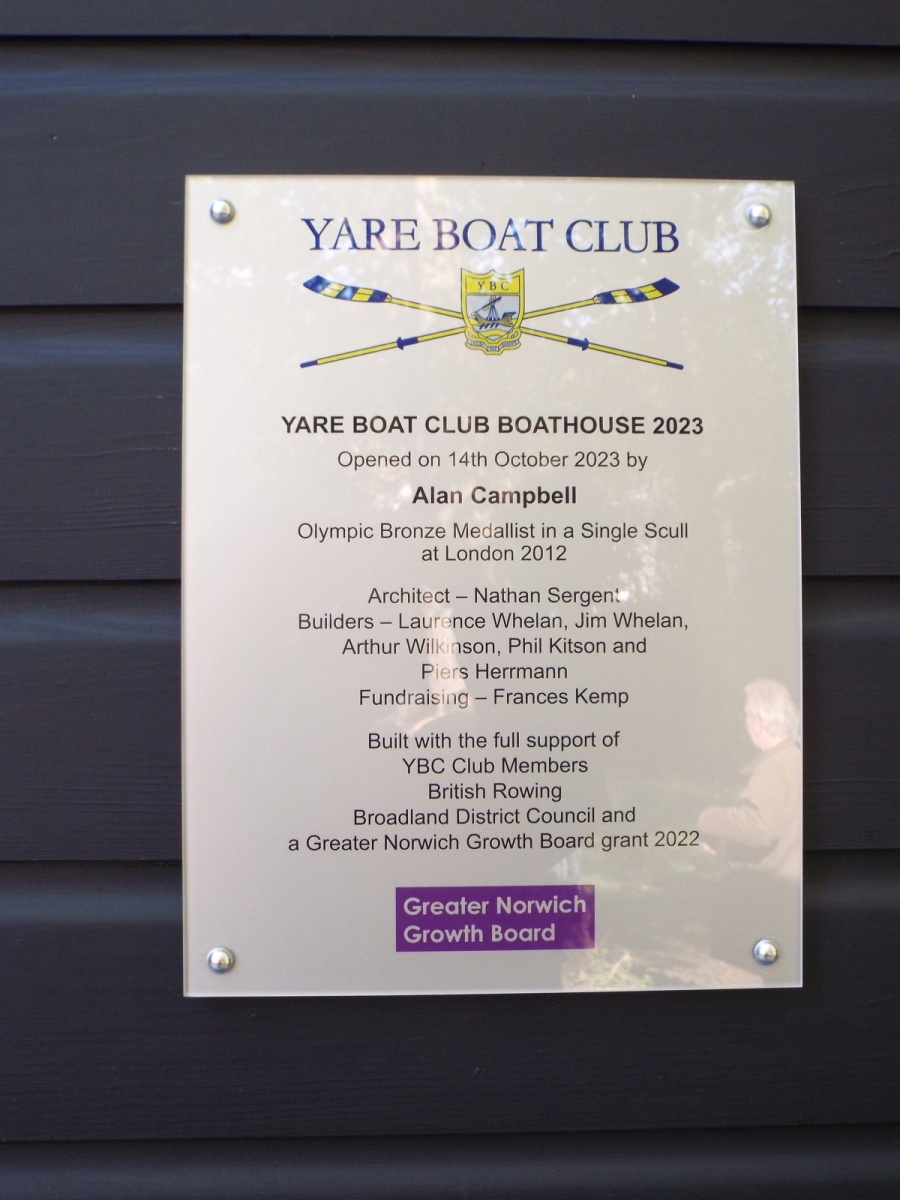 YARE BOAT CLUB
YBC
YARE BOAT CLUB BOATHOUSE 2023
Opened on 14th October 2023 by
Alan Campbell
Olympic Bronze Medallist in a Single Scull
at London 2012
Architect – Nathan Sergent
Builders – Laurence Whelan, Jim Whelan,
Arthur Wilkinson, Phil Kitson and
Piers Herrmann
Fundraising – Frances Kemp
Built with the full support of
YBC Club Members
British Rowing
Broadland District Council and
a Greater Norwich Growth Board grant 2022
Greater Norwich
Growth Board